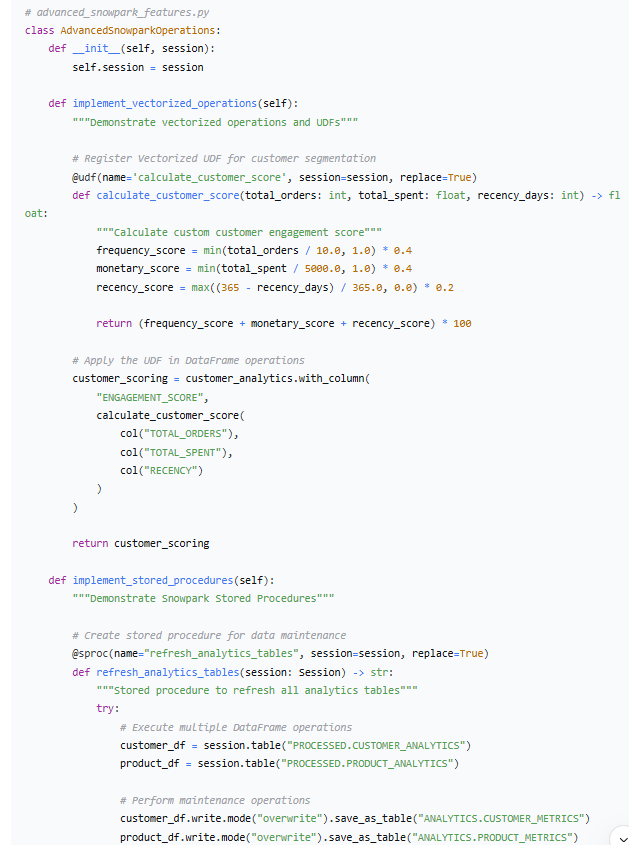 # advanced_snowpark_features.py
class AdvancedSnowparkOperations:
    def __init__(self, session):
        self.session = session

    def implement_vectorized_operations(self):
        """Demonstrate vectorized operations and UDFs"""

        # Register Vectorized UDF for customer segmentation
        @udf(name='calculate_customer_score', session=session, replace=True)
        def calculate_customer_score(total_orders: int, total_spent: float, recency_days: int) -> fl
oat:
            """Calculate custom customer engagement score"""
            frequency_score = min(total_orders / 10.0, 1.0) * 0.4
            monetary_score = min(total_spent / 5000.0, 1.0) * 0.4
            recency_score = max((365 - recency_days) / 365.0, 0.0) * 0.2

            return (frequency_score + monetary_score + recency_score) * 100

        # Apply the UDF in DataFrame operations
        customer_scoring = customer_analytics.with_column(
            "ENGAGEMENT_SCORE",
            calculate_customer_score(
                col("TOTAL_ORDERS"),
                col("TOTAL_SPENT"),
                col("RECENCY")
            )
        )

        return customer_scoring

    def implement_stored_procedures(self):
        """Demonstrate Snowpark Stored Procedures"""

        # Create stored procedure for data maintenance
        @sproc(name="refresh_analytics_tables", session=session, replace=True)
        def refresh_analytics_tables(session: Session) -> str:
            """Stored procedure to refresh all analytics tables"""
            try:
                # Execute multiple DataFrame operations
                customer_df = session.table("PROCESSED.CUSTOMER_ANALYTICS")
                product_df = session.table("PROCESSED.PRODUCT_ANALYTICS")

                # Perform maintenance operations
                customer_df.write.mode("overwrite").save_as_table("ANALYTICS.CUSTOMER_METRICS")
                product_df.write.mode("overwrite").save_as_table("ANALYTICS.PRODUCT_METRICS")